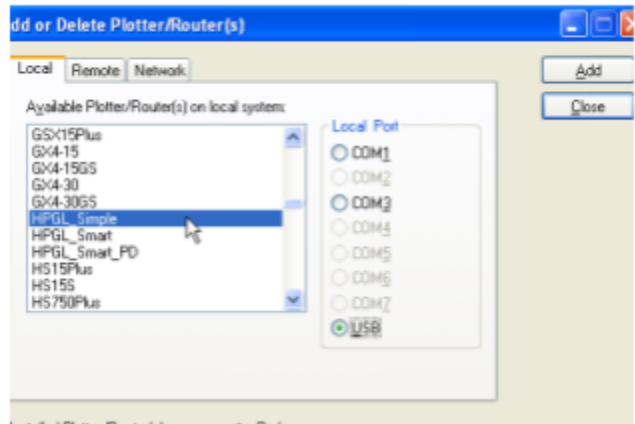 dd or Delete Plotter/Router(s)
Local Remote Network
Add
Close
Available Plotter/Router(s) on local system:
Local Port
GSX15Plus
GX4-15
GX4-15GS
GX4-30
GX4-30GS
HPGL_Simple
HPGL_Smart
HPGL_Smart_PD
HS15Plus
HS15S
HS750Plus
COM1
COM2
COM3
COM4
COM5
COM6
COM7
USB